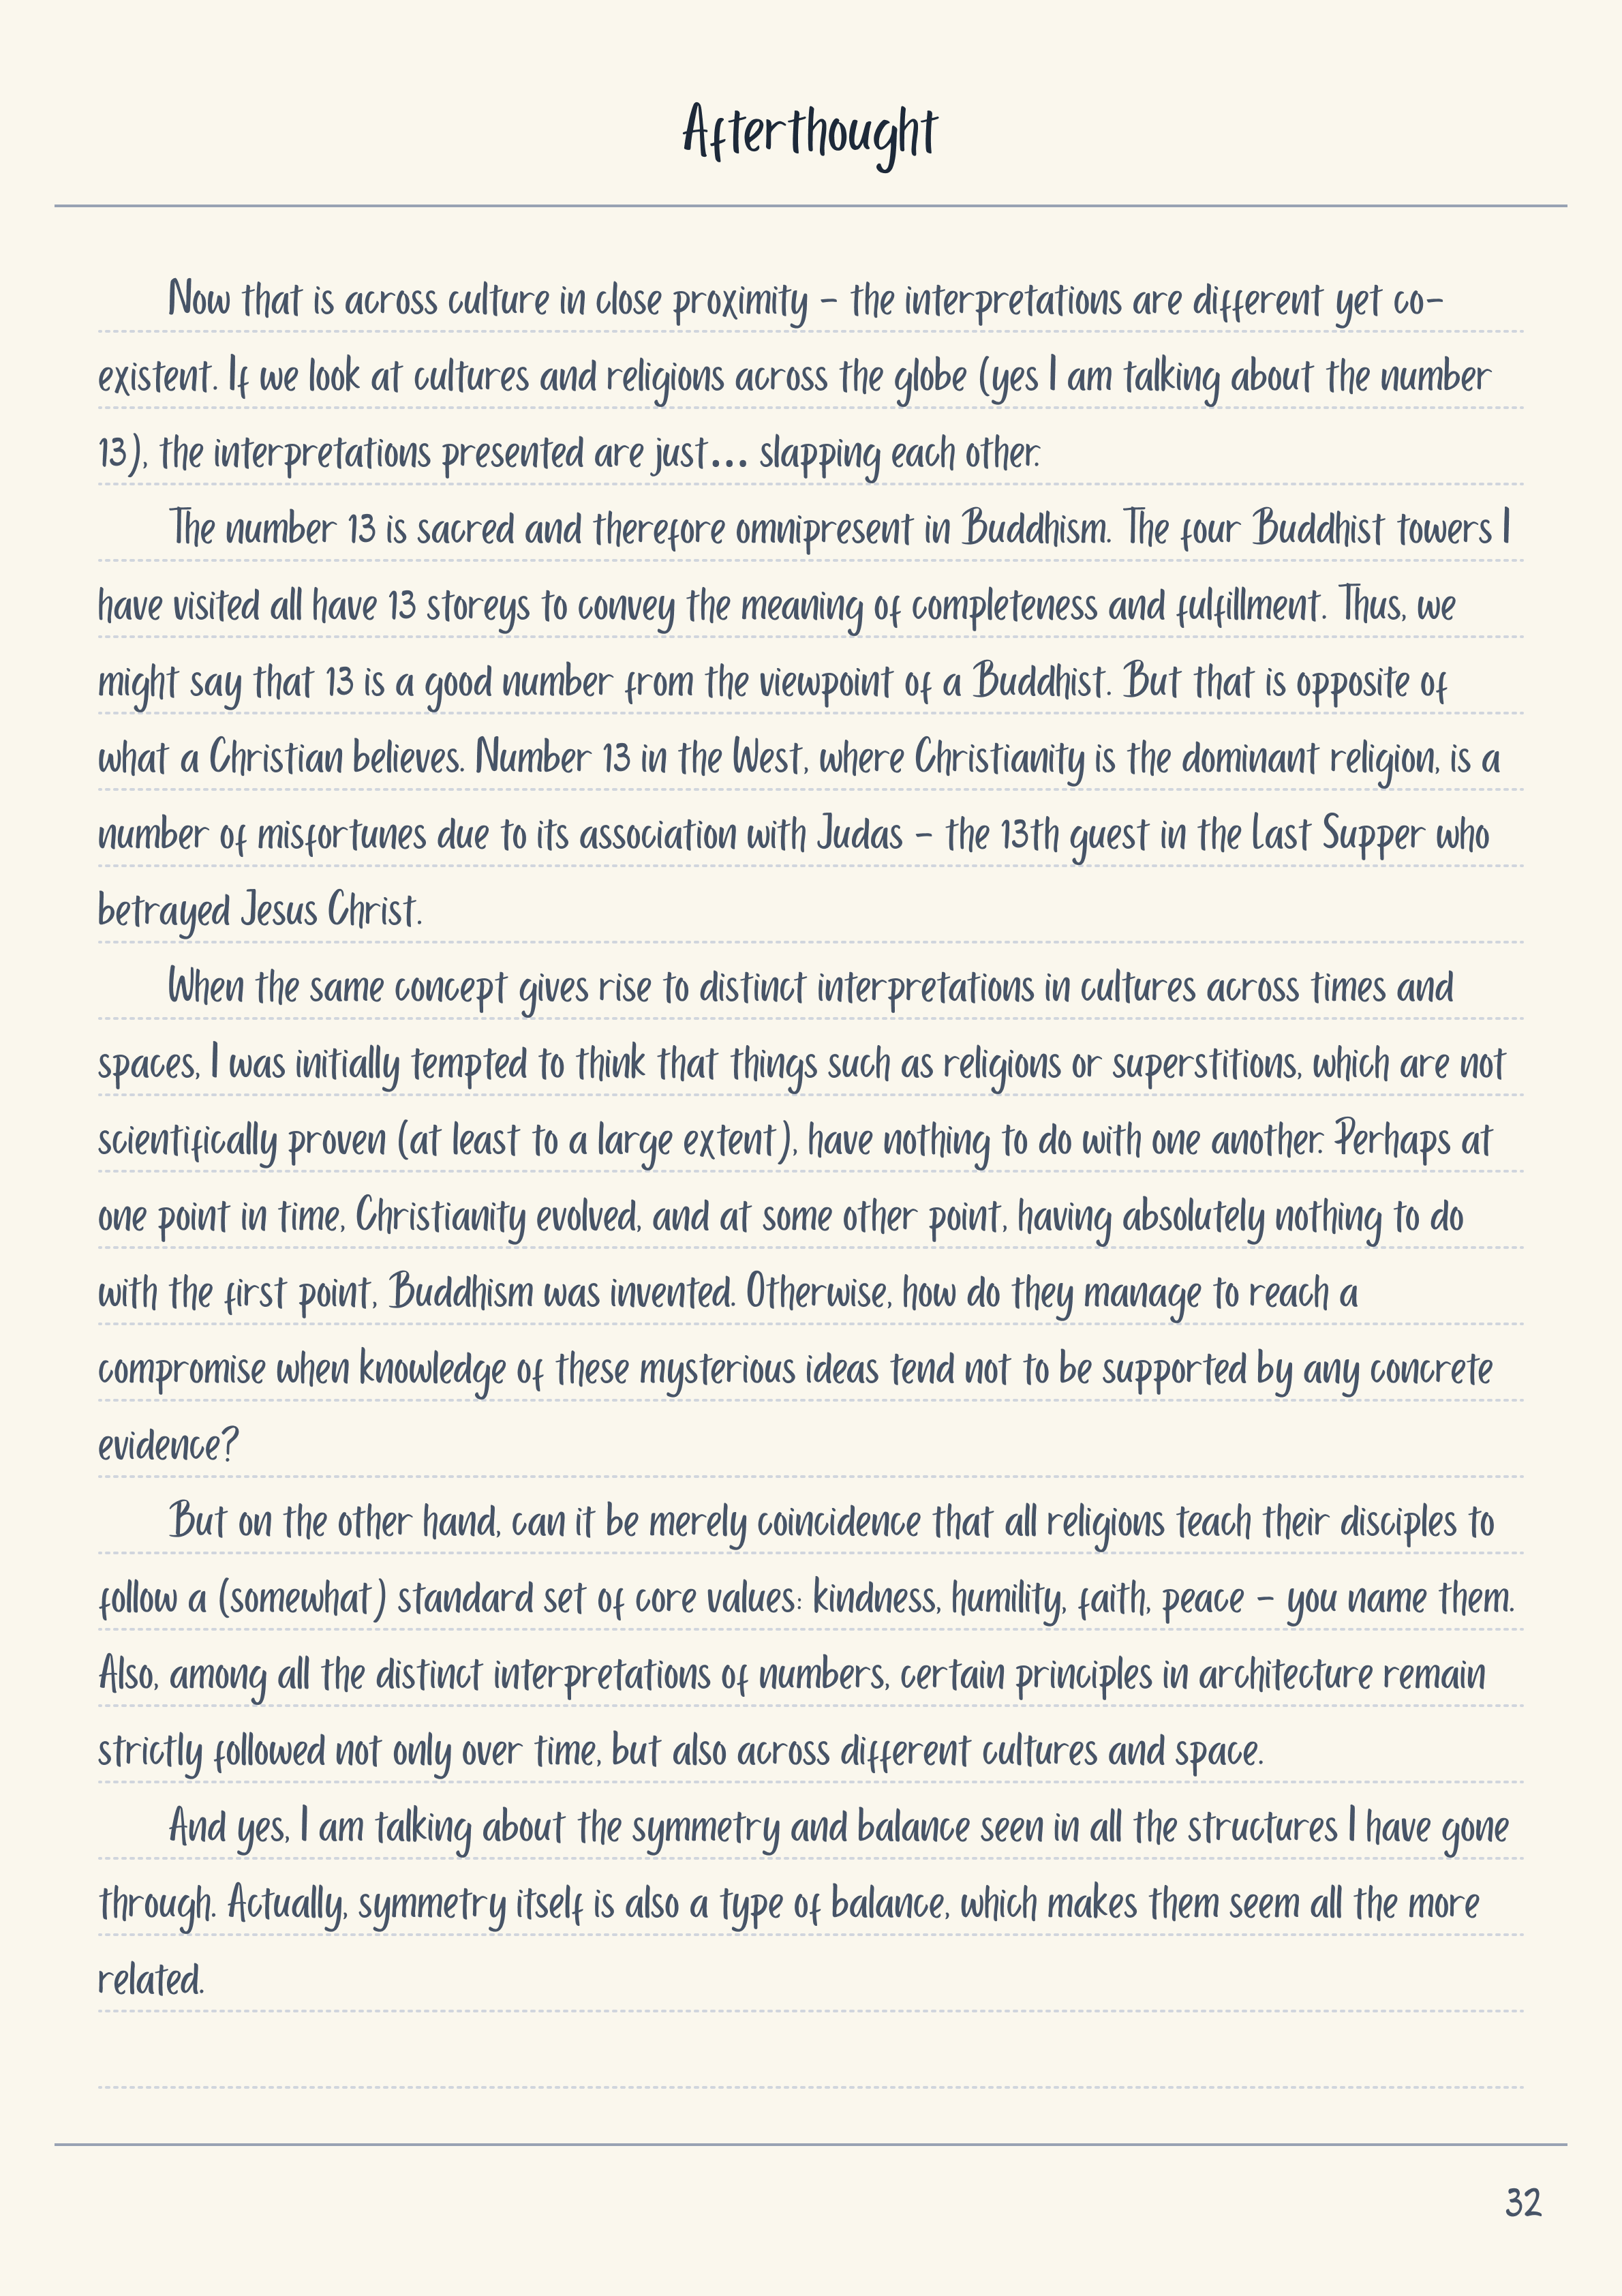 Afterthought
Now that is across culture in close proximity – the interpretations are different yet co-
existent. If we look at cultures and religions across the globe (yes I am talking about the number
13), the interpretations presented are just... slapping each other.
The number 13 is sacred and therefore omnipresent in Buddhism. The four Buddhist towers I
have visited all have 13 storeys to convey the meaning of completeness and fulfillment. Thus, we
might say that 13 is a good number from the viewpoint of a Buddhist. But that is opposite of
what a Christian believes. Number 13 in the West, where Christianity is the dominant religion, is a
number of misfortunes due to its association with Judas – the 13th guest in the Last Supper who
betrayed Jesus Christ.
When the same concept gives rise to distinct interpretations in cultures across times and
spaces, I was initially tempted to think that things such as religions or superstitions, which are not
scientifically proven (at least to a large extent), have nothing to do with one another. Perhaps at
one point in time, Christianity evolved, and at some other point, having absolutely nothing to do
with the first point, Buddhism was invented. Otherwise, how do they manage to reach a
compromise when knowledge of these mysterious ideas tend not to be supported by any concrete
evidence?
But on the other hand, can it be merely coincidence that all religions teach their disciples to
follow a (somewhat) standard set of core values: kindness, humility, faith, peace – you name them.
Also, among all the distinct interpretations of numbers, certain principles in architecture remain
strictly followed not only over time, but also across different cultures and space.
And yes, I am talking about the symmetry and balance seen in all the structures I have gone
through. Actually, symmetry itself is also a type of balance, which makes them seem all the more
related.
32